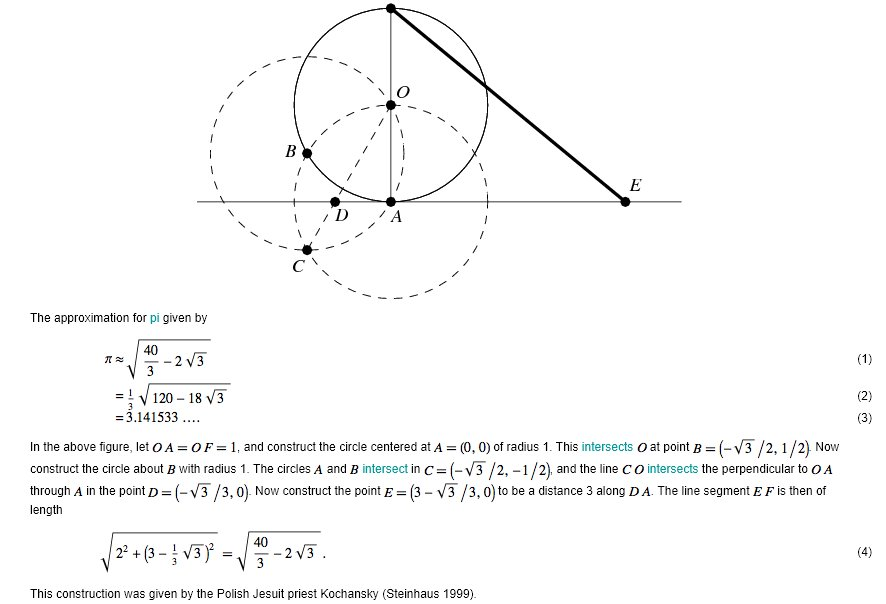 O
B
E
D
A
C
The approximation for pi given by
π ≈ √(40/3 − 2 √3) (1)
= 1/3 √(120 − 18 √3) (2)
= 3.141533 .... (3)
In the above figure, let O A = O F = 1, and construct the circle centered at A = (0, 0) of radius 1. This intersects O at point B = (−√3 /2, 1/2). Now
construct the circle about B with radius 1. The circles A and B intersect in C = (−√3 /2, −1/2), and the line C O intersects the perpendicular to O A
through A in the point D = (−√3 /3, 0). Now construct the point E = (3 − √3 /3, 0) to be a distance 3 along D A. The line segment E F is then of
length
√(2² + (3 − 1/3 √3)²) = √(40/3 − 2 √3) . (4)
This construction was given by the Polish Jesuit priest Kochansky (Steinhaus 1999).